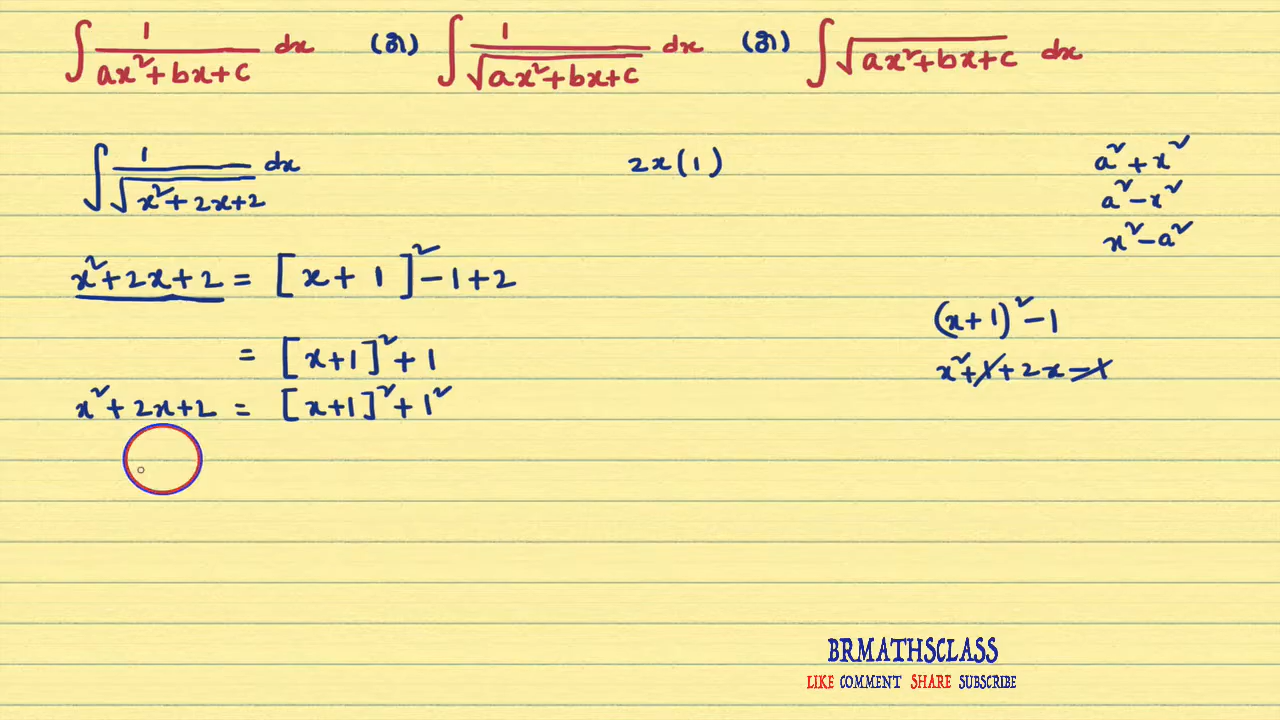 ∫ 1/(ax²+bx+c) dx (கி) ∫ 1/√(ax²+bx+c) dx (கி) ∫ √(ax²+bx+c) dx
∫ 1/√(x²+2x+2) dx
2x(1)
a²+x²
a²-x²
x²-a²
x²+2x+2 = [x+1]²-1+2
= [x+1]²+1
x²+2x+2 = [x+1]²+1²
(x+1)²-1
x²+1+2x-1
BRMATHSCLASS
LIKE COMMENT SHARE SUBSCRIBE